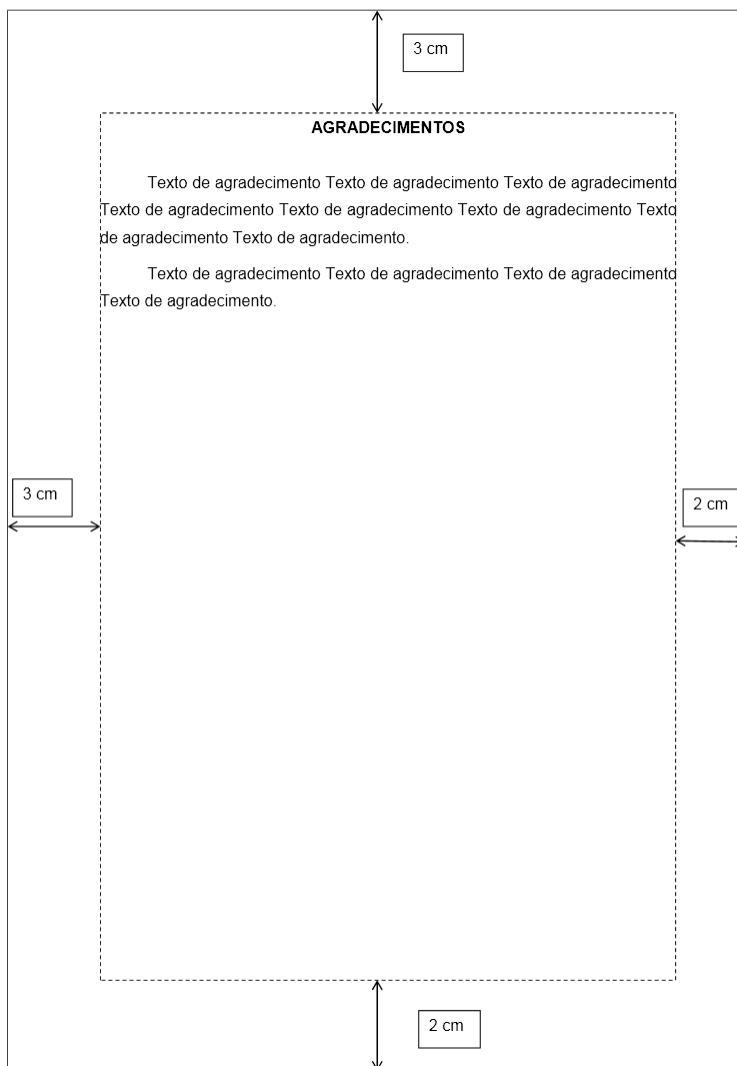 3 cm
AGRADECIMENTOS
Texto de agradecimento Texto de agradecimento Texto de agradecimento
Texto de agradecimento Texto de agradecimento Texto de agradecimento Texto
de agradecimento Texto de agradecimento.
Texto de agradecimento Texto de agradecimento Texto de agradecimento
Texto de agradecimento.
3 cm
2 cm
2 cm